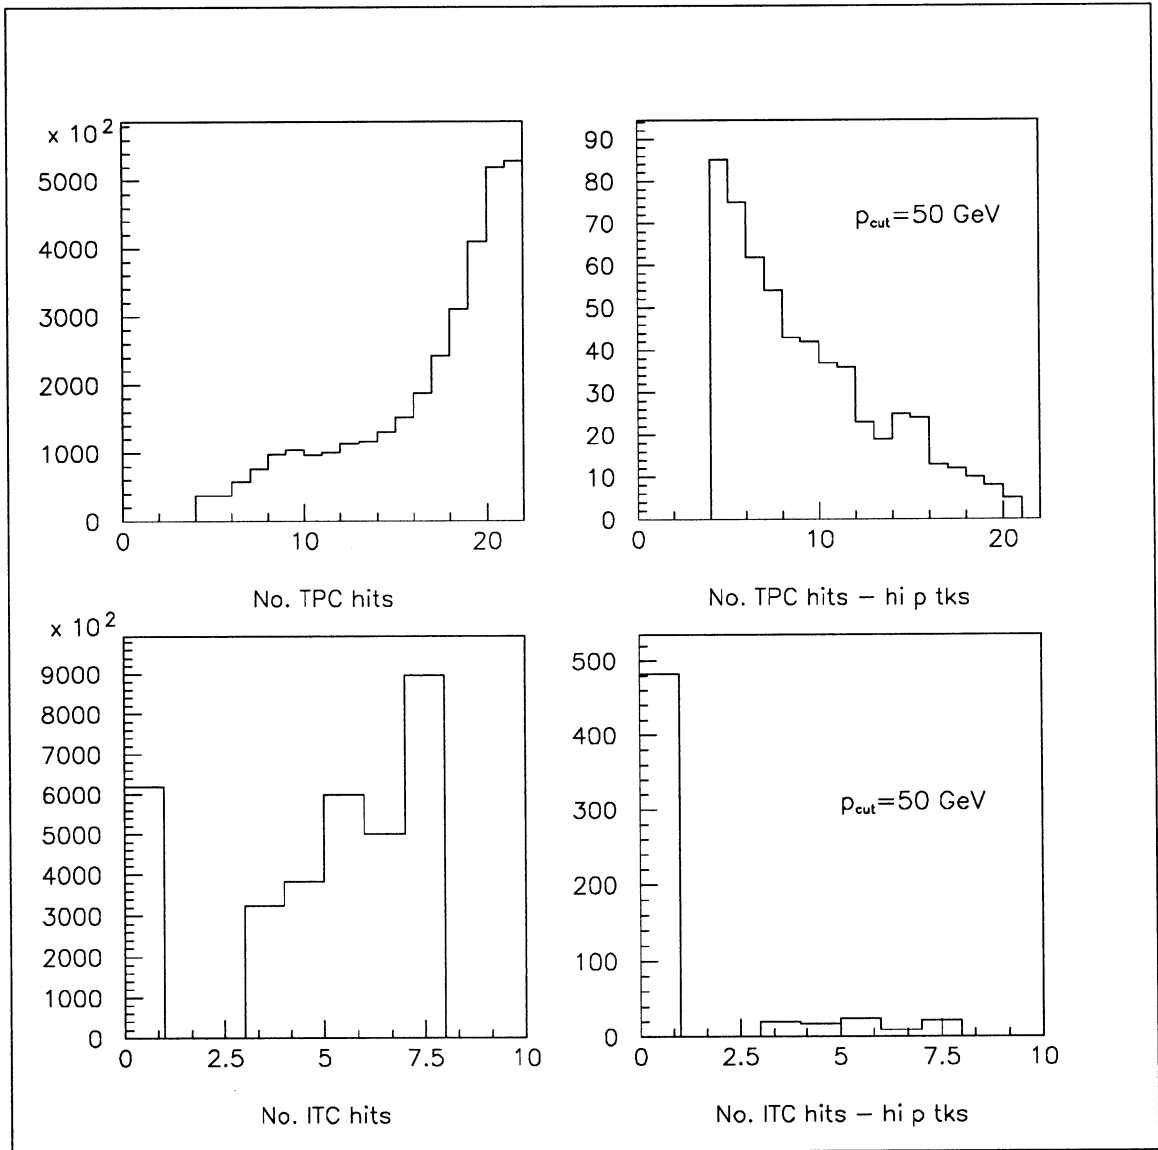 x 10²
5000
4000
3000
2000
1000
0
0 10 20
No. TPC hits
90
80
70
60
50
40
30
20
10
0
0 10 20
p_cut=50 GeV
No. TPC hits – hi p tks
x 10²
9000
8000
7000
6000
5000
4000
3000
2000
1000
0
0 2.5 5 7.5 10
No. ITC hits
500
400
300
200
100
0
0 2.5 5 7.5 10
p_cut=50 GeV
No. ITC hits – hi p tks